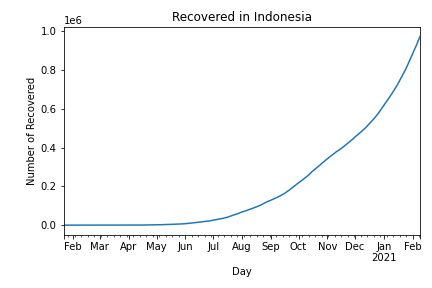 Recovered in Indonesia
1e6
1.0
0.8
0.6
0.4
0.2
0.0
Number of Recovered
Feb Mar Apr May Jun Jul Aug Sep Oct Nov Dec Jan Feb
2021
Day